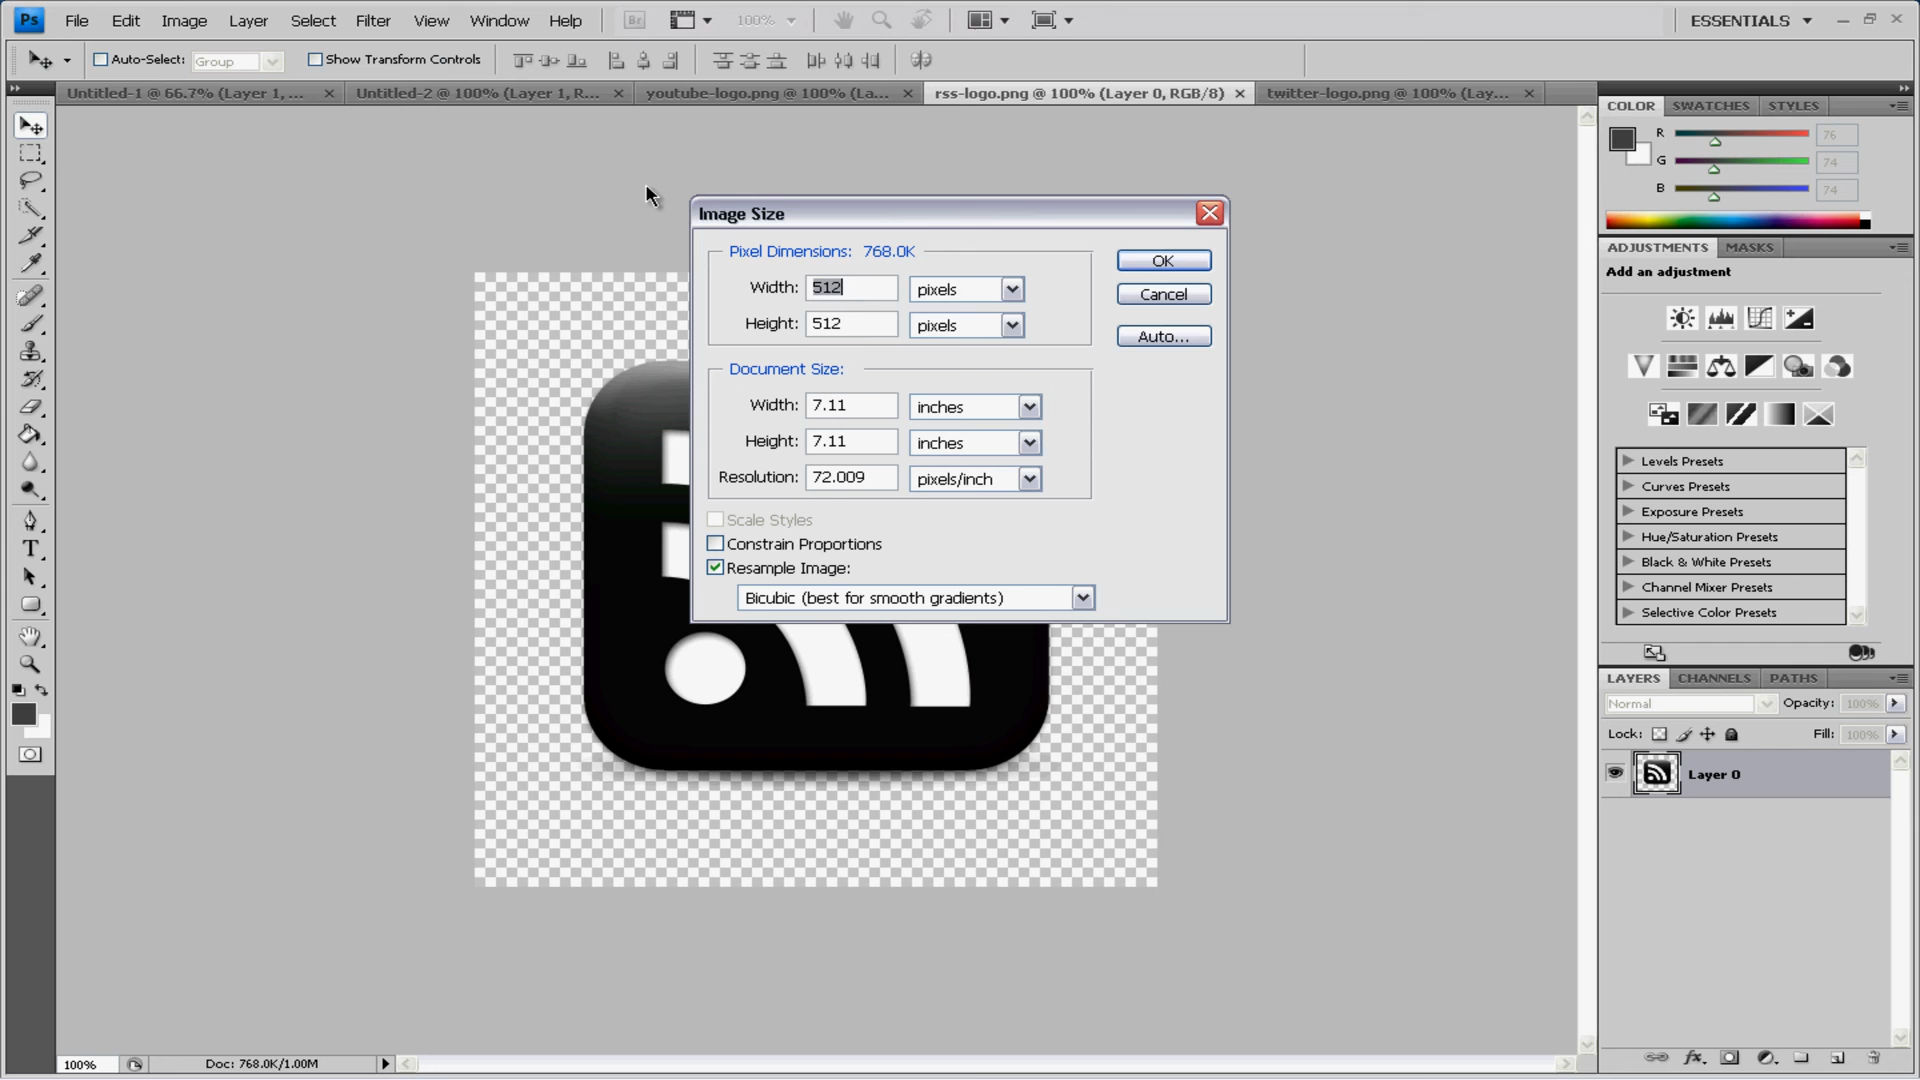 Ps File Edit Image Layer Select Filter View Window Help Br 100% ESSENTIALS
Auto-Select: Group Show Transform Controls
Untitled-1 @ 66.7% (Layer 1, ... Untitled-2 @ 100% (Layer 1, R... youtube-logo.png @ 100% (La... rss-logo.png @ 100% (Layer 0, RGB/8) twitter-logo.png @ 100% (Lay...
COLOR SWATCHES STYLES
R 76
G 74
B 74
ADJUSTMENTS MASKS
Add an adjustment
Levels Presets
Curves Presets
Exposure Presets
Hue/Saturation Presets
Black & White Presets
Channel Mixer Presets
Selective Color Presets
LAYERS CHANNELS PATHS
Normal Opacity: 100%
Lock: Fill: 100%
Layer 0
Image Size
Pixel Dimensions: 768.0K
Width: 512 pixels
Height: 512 pixels
OK
Cancel
Auto...
Document Size:
Width: 7.11 inches
Height: 7.11 inches
Resolution: 72.009 pixels/inch
Scale Styles
Constrain Proportions
Resample Image:
Bicubic (best for smooth gradients)
T
fx
100% Doc: 768.0K/1.00M